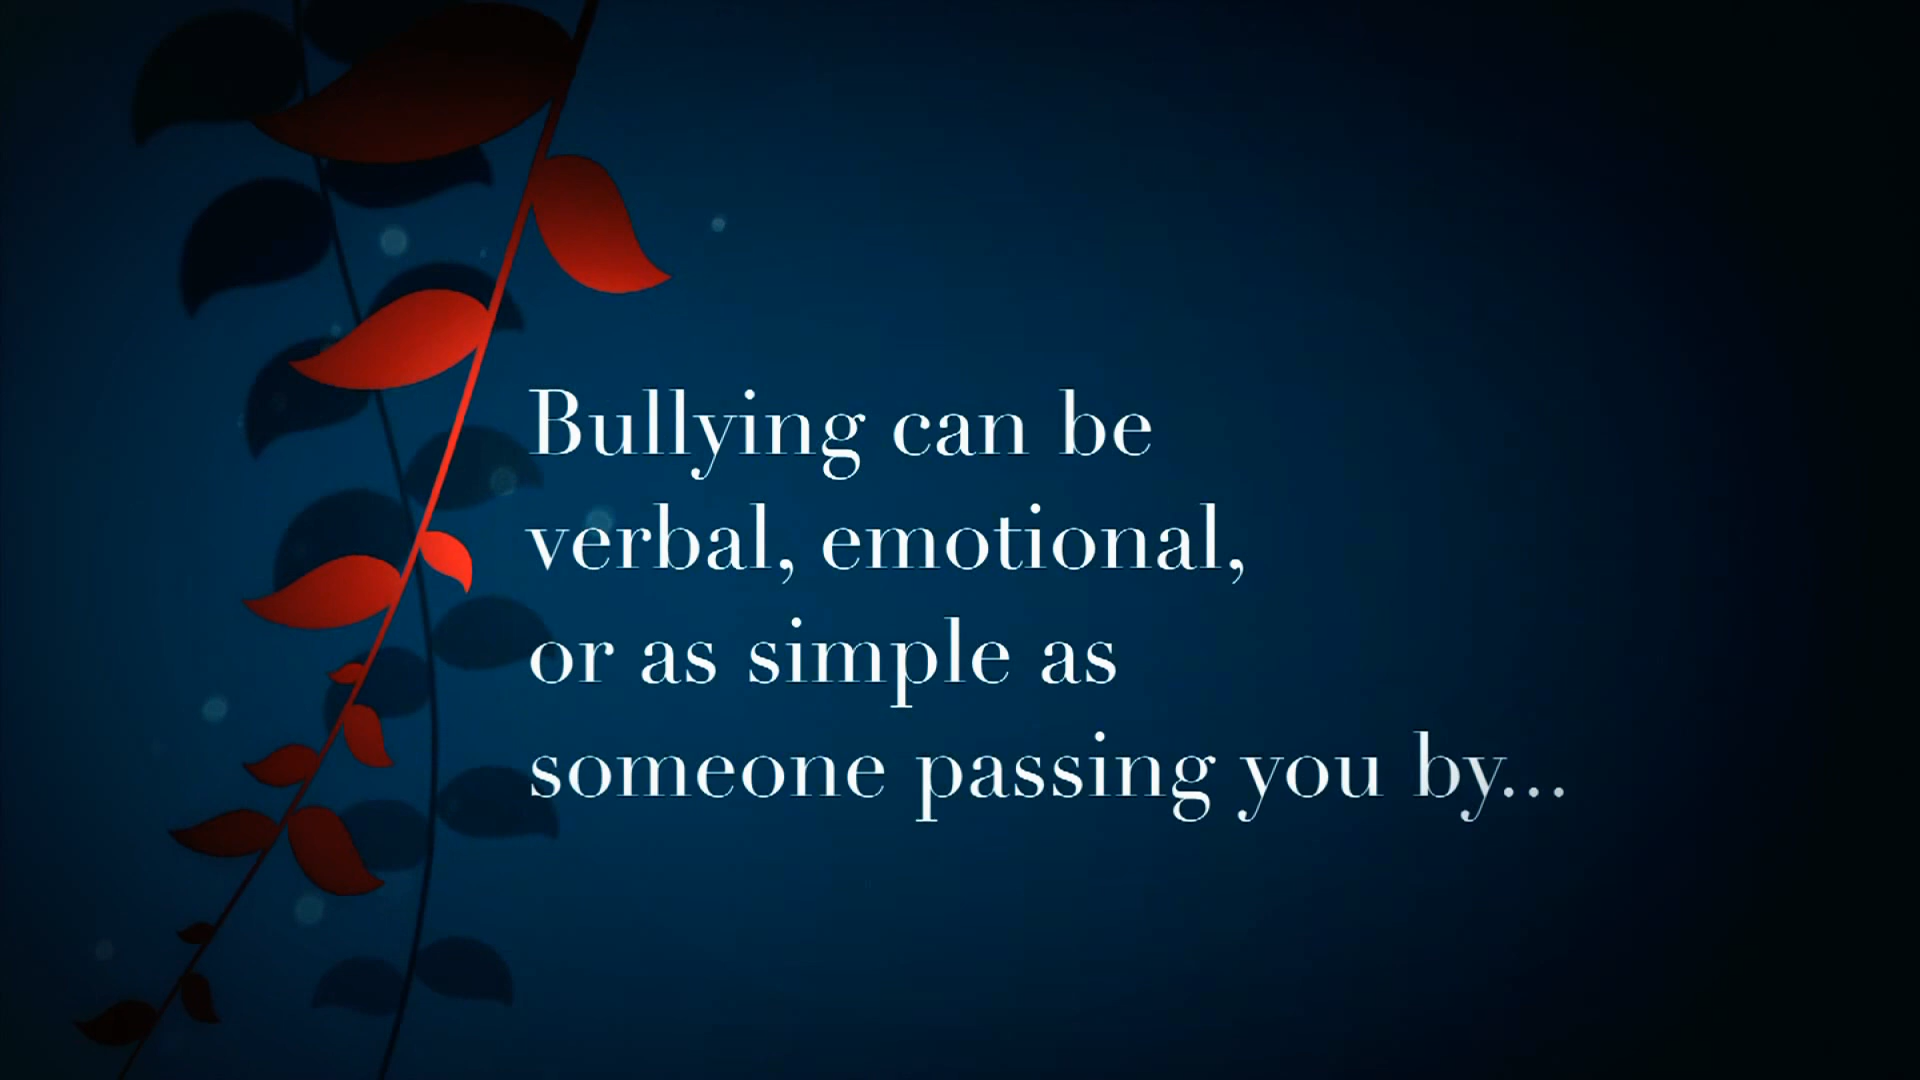 Bullying can be
verbal, emotional,
or as simple as
someone passing you by...